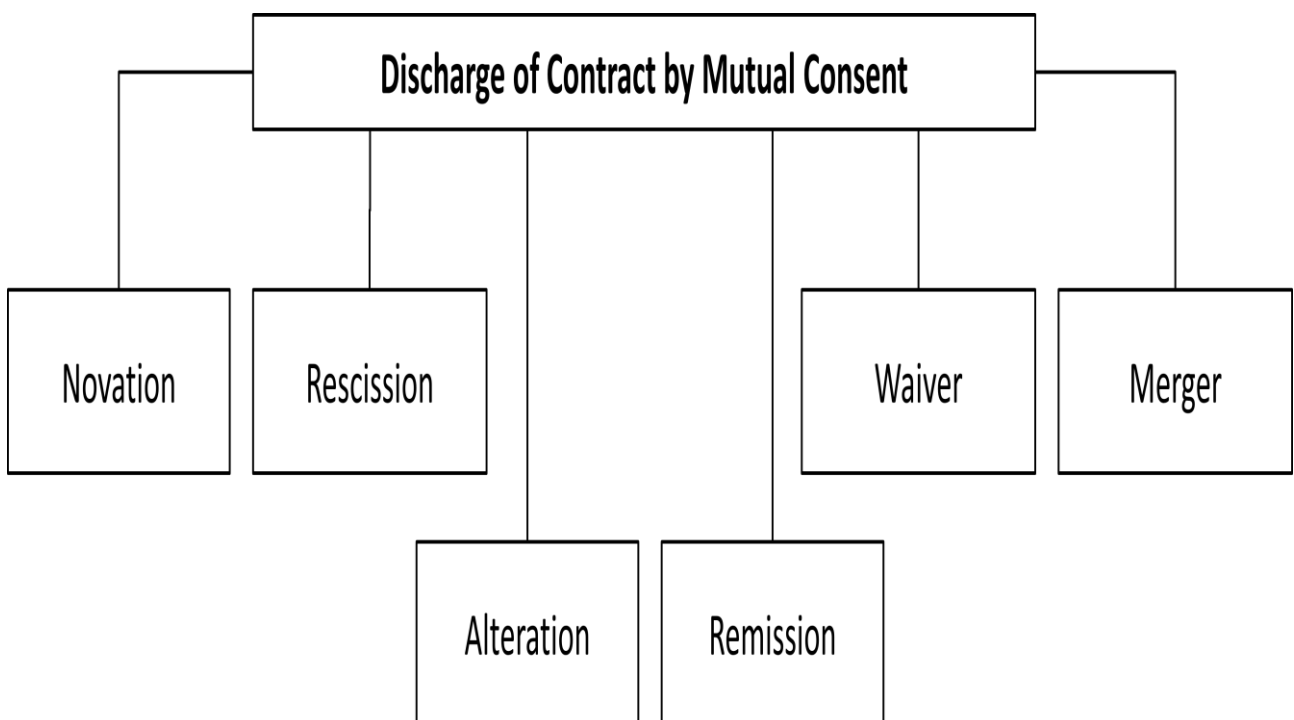 Discharge of Contract by Mutual Consent
Novation
Rescission
Waiver
Merger
Alteration
Remission